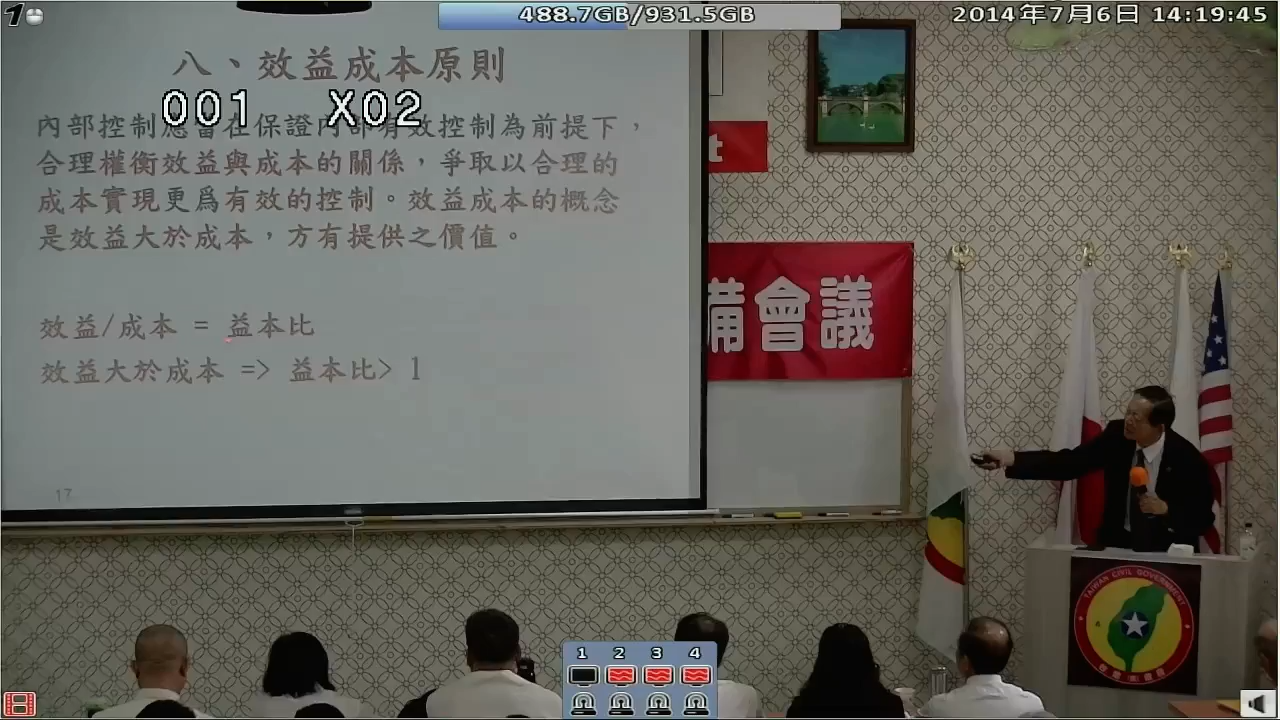 1
488.7GB/931.5GB
2014年7月6日 14:19:45
八、效益成本原則
001 X02
內部控制應當在保證內部有效控制為前提下，
合理權衡效益與成本的關係，爭取以合理的
成本實現更爲有效的控制。效益成本的概念
是效益大於成本，方有提供之價值。
效益/成本 = 益本比
效益大於成本 => 益本比> 1
17
t
備會議
TAIWAN CIVIL GOVERNMENT
1 2 3 4